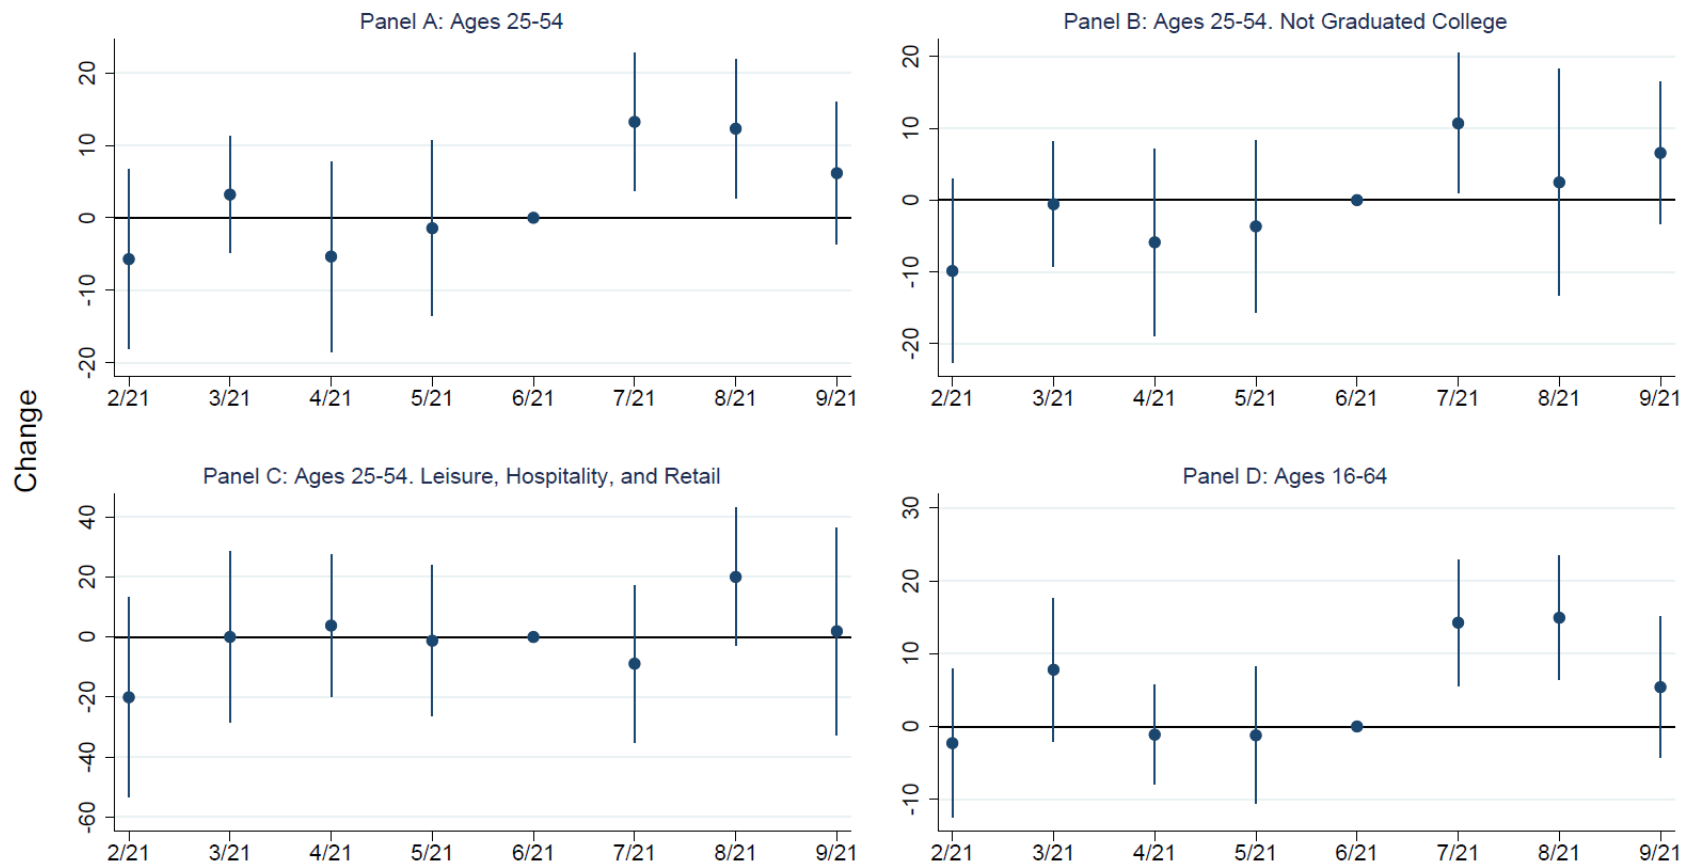 Change
Panel A: Ages 25-54
20
10
0
-10
-20
2/21 3/21 4/21 5/21 6/21 7/21 8/21 9/21
Panel B: Ages 25-54. Not Graduated College
20
10
0
-10
-20
2/21 3/21 4/21 5/21 6/21 7/21 8/21 9/21
Panel C: Ages 25-54. Leisure, Hospitality, and Retail
40
20
0
-20
-40
-60
2/21 3/21 4/21 5/21 6/21 7/21 8/21 9/21
Panel D: Ages 16-64
30
20
10
0
-10
2/21 3/21 4/21 5/21 6/21 7/21 8/21 9/21